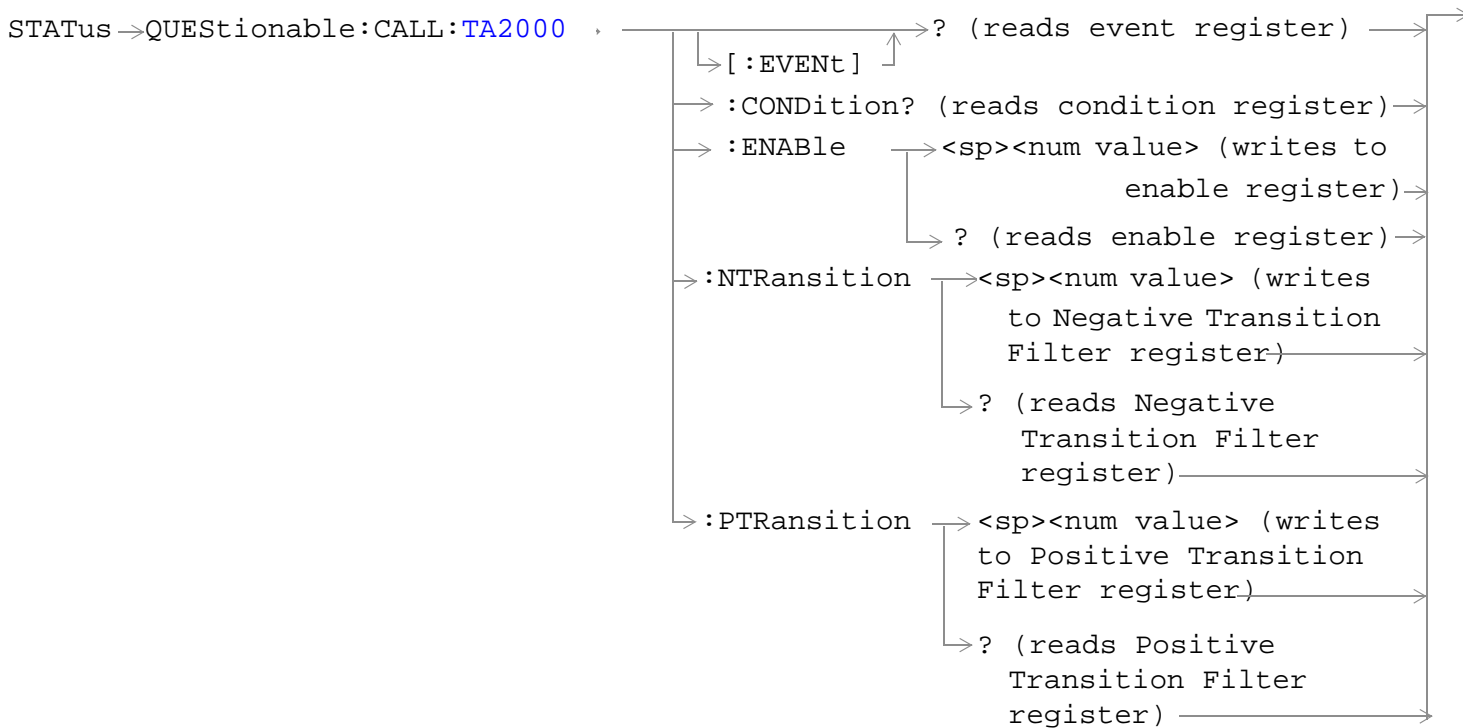 STATus QUEStionable:CALL:TA2000 ? (reads event register)
[:EVENt]
:CONDition? (reads condition register)
:ENABle <sp><num value> (writes to
enable register)
? (reads enable register)
:NTRansition <sp><num value> (writes
to Negative Transition
Filter register)
? (reads Negative
Transition Filter
register)
:PTRansition <sp><num value> (writes
to Positive Transition
Filter register)
? (reads Positive
Transition Filter
register)